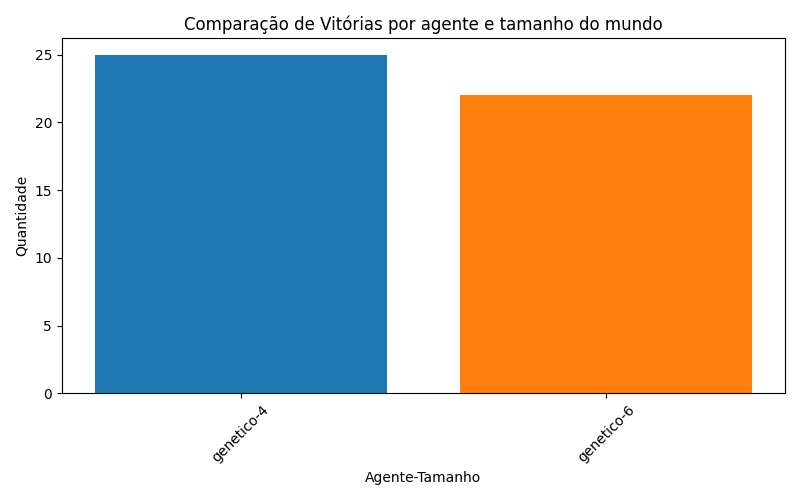 Comparação de Vitórias por agente e tamanho do mundo
25
20
15
10
5
0
Quantidade
genetico-4
genetico-6
Agente-Tamanho